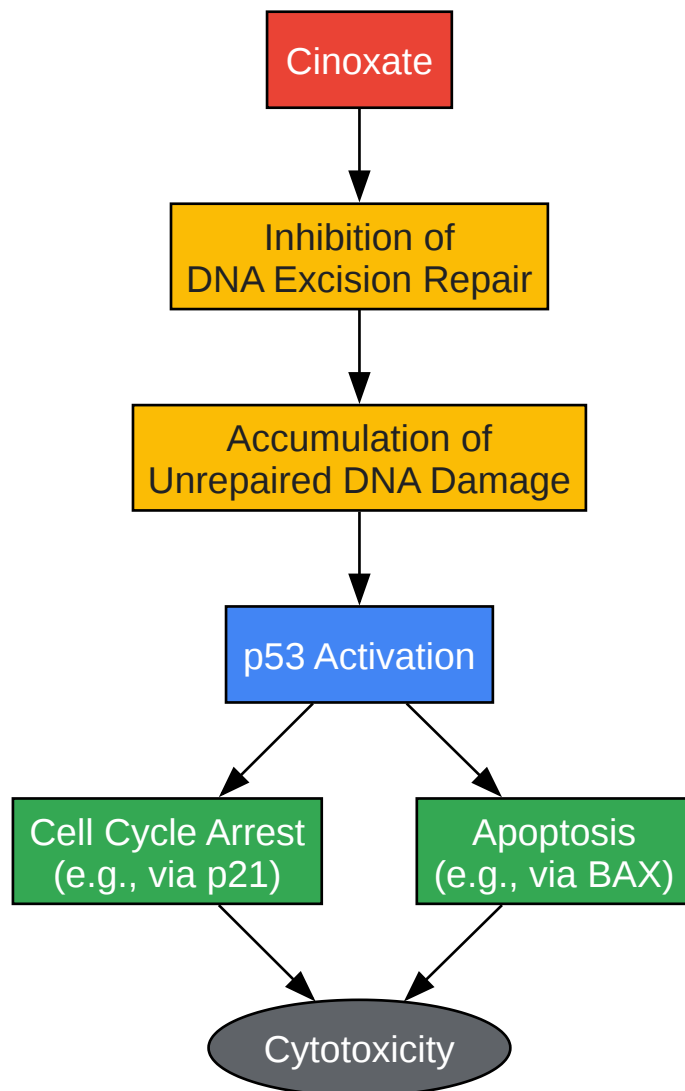 Cinoxate
Inhibition of
DNA Excision Repair
Accumulation of
Unrepaired DNA Damage
p53 Activation
Cell Cycle Arrest
(e.g., via p21)
Apoptosis
(e.g., via BAX)
Cytotoxicity